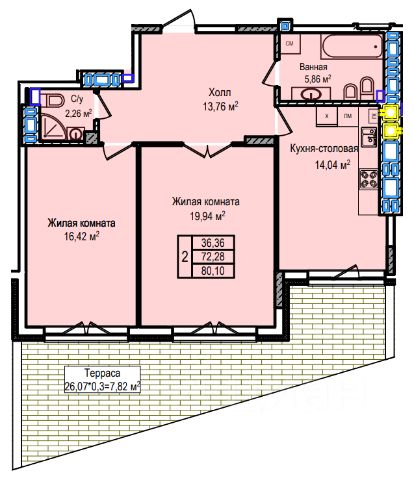 СМ
Ванная
5,86 м²
Холл
13,76 м²
С/у
2,26 м²
Х
ПМ
Кухня-столовая
14,04 м²
Жилая комната
16,42 м²
Жилая комната
19,94 м²
2
36,36
72,28
80,10
Терраса
26,07*0,3=7,82 м²